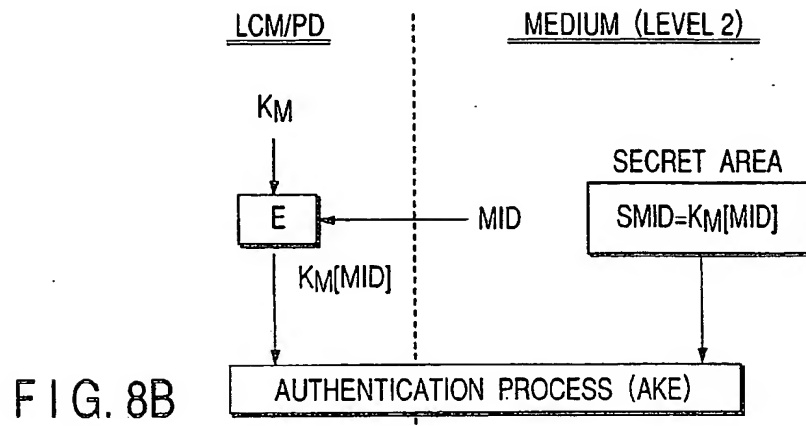 LCM/PD
MEDIUM (LEVEL 2)
KM
SECRET AREA
E
MID
SMID=KM[MID]
KM[MID]
AUTHENTICATION PROCESS (AKE)
FIG. 8B